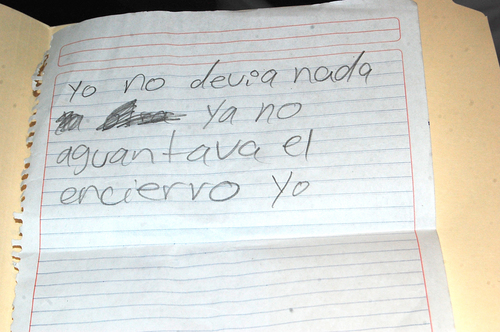 yo no devia nada
ya no
aguantava el
encierro yo